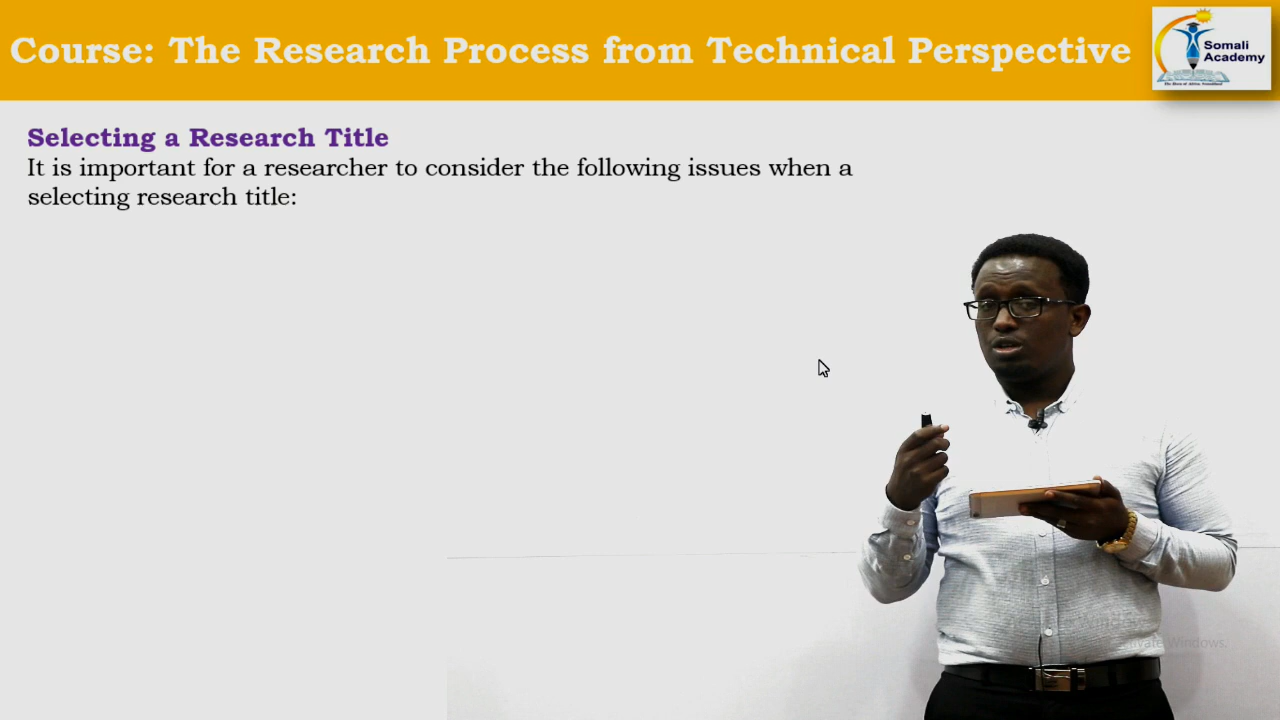 Course: The Research Process from Technical Perspective
Somali
Academy
Selecting a Research Title
It is important for a researcher to consider the following issues when a
selecting research title:
Windows.